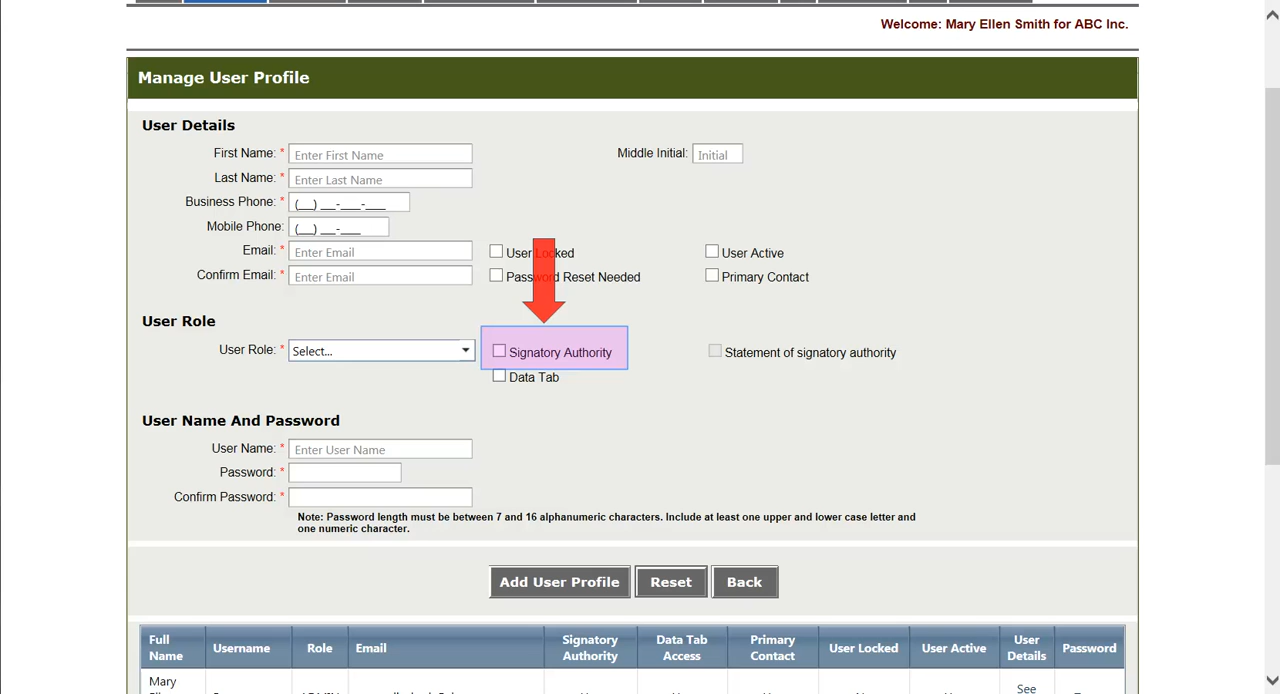 Welcome: Mary Ellen Smith for ABC Inc.
Manage User Profile
User Details
First Name: * Enter First Name
Middle Initial: Initial
Last Name: * Enter Last Name
Business Phone: * (__) __-___-___
Mobile Phone: (__) __-___
Email: * Enter Email
User Locked
User Active
Confirm Email: * Enter Email
Password Reset Needed
Primary Contact
User Role
User Role: * Select...
Signatory Authority
Statement of signatory authority
Data Tab
User Name And Password
User Name: * Enter User Name
Password: *
Confirm Password: *
Note: Password length must be between 7 and 16 alphanumeric characters. Include at least one upper and lower case letter and
one numeric character.
Add User Profile Reset Back
Full Name Username Role Email Signatory Authority Data Tab Access Primary Contact User Locked User Active User Details Password
Mary
See